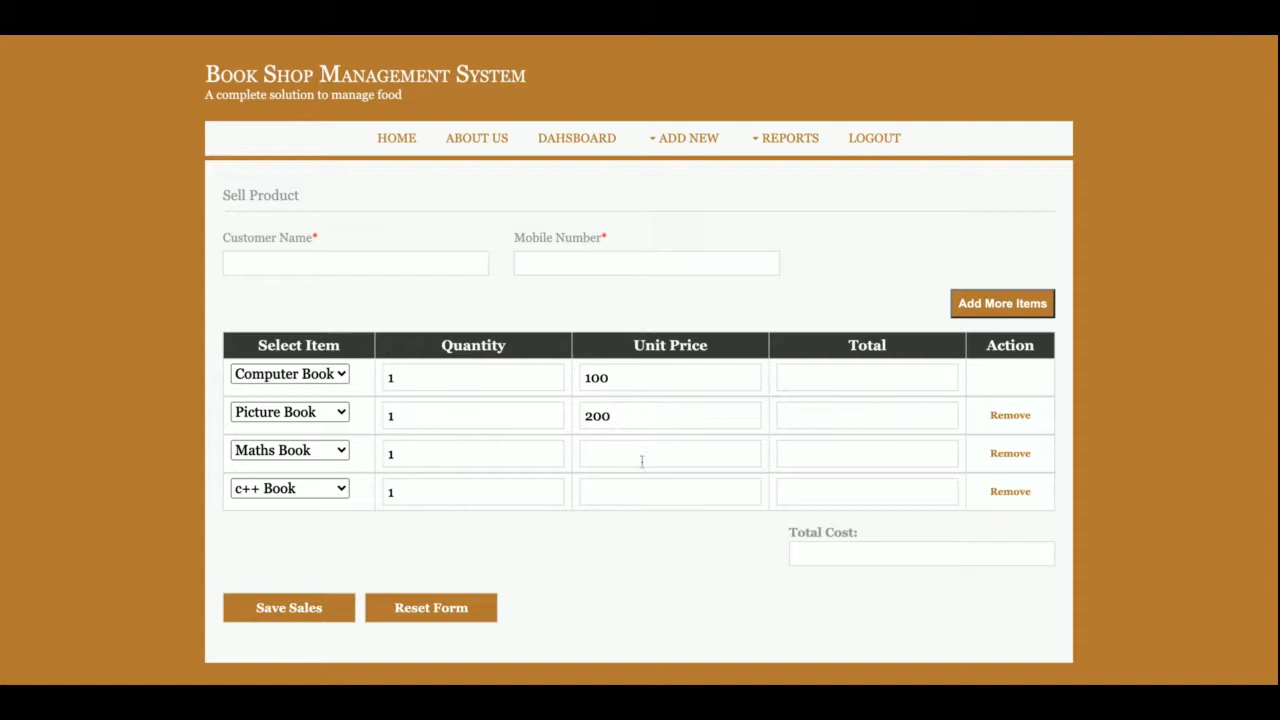 Book Shop Management System
A complete solution to manage food
HOME ABOUT US DAHSBOARD ADD NEW REPORTS LOGOUT
Sell Product
Customer Name* Mobile Number*
Add More Items
Select Item Quantity Unit Price Total Action
Computer Book 1 100
Picture Book 1 200 Remove
Maths Book 1 Remove
c++ Book 1 Remove
Total Cost:
Save Sales Reset Form